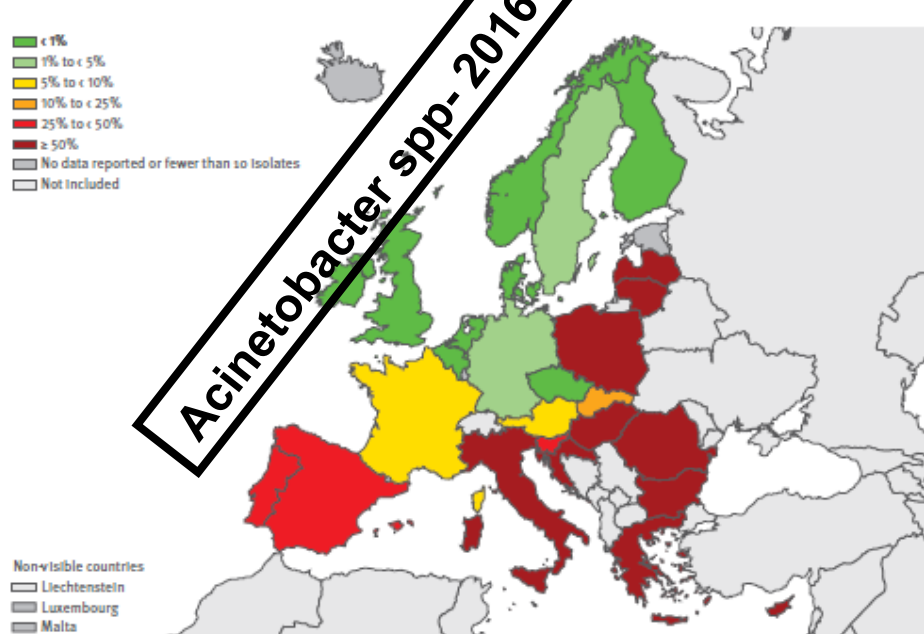 < 1%
1% to < 5%
5% to < 10%
10% to < 25%
25% to < 50%
≥ 50%
No data reported or fewer than 10 isolates
Not included
Acinetobacter spp- 2016
Non-visible countries
Liechtenstein
Luxembourg
Malta